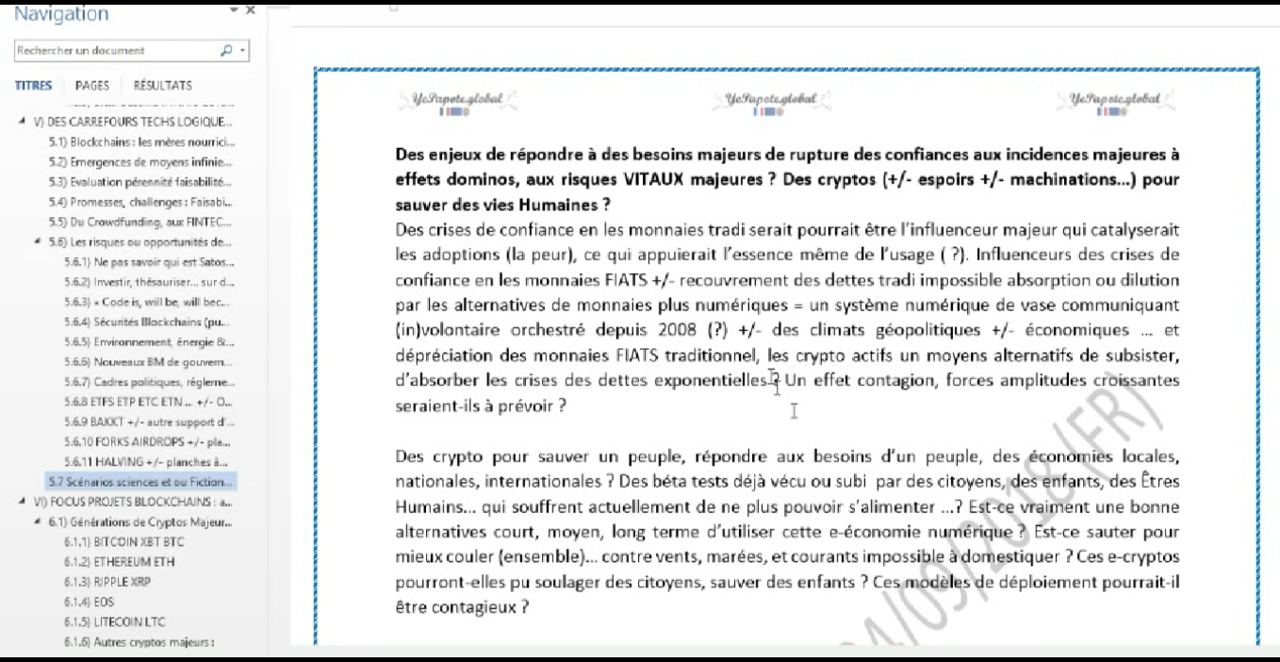 Navigation
Rechercher un document
TITRES PAGES RÉSULTATS
V) DES CARREFOURS TECHS LOGIQUE...
5.1) Blockchains : les mères nourrici...
5.2) Emergences de moyens infinie...
5.3) Evaluation pérennité faisabilité...
5.4) Promesses, challenges : Faisabi...
5.5) Du Crowdfunding, aux FINTEC...
5.6) Les risques ou opportunités de...
5.6.1) Ne pas savoir qui est Satos...
5.6.2) Investir, thésauriser... sur d...
5.6.3) « Code is, will be, will bec...
5.6.4) Sécurités Blockchains (pu...
5.6.5) Environnement, énergie &...
5.6.6) Nouveaux BM de gouvern...
5.6.7) Cadres politiques, régleme...
5.6.8 ETFS ETP ETC ETN ... +/- O...
5.6.9 BAKKT +/- autre support d'...
5.6.10 FORKS AIRDROPS +/- pla...
5.6.11 HALVING +/- planches à...
5.7 Scénarios sciences et ou Fiction...
VI) FOCUS PROJETS BLOCKCHAINS : a...
6.1) Générations de Cryptos Majeur...
6.1.1) BITCOIN XBT BTC
6.1.2) ETHEREUM ETH
6.1.3) RIPPLE XRP
6.1.4) EOS
6.1.5) LITECOIN LTC
6.1.6) Autres cryptos majeurs :
YesPapote.global YesPapote.global YesPapote.global
Des enjeux de répondre à des besoins majeurs de rupture des confiances aux incidences majeures à
effets dominos, aux risques VITAUX majeures ? Des cryptos (+/- espoirs +/- machinations...) pour
sauver des vies Humaines ?
Des crises de confiance en les monnaies tradi serait pourrait être l'influenceur majeur qui catalyserait
les adoptions (la peur), ce qui appuierait l'essence même de l'usage ( ?). Influenceurs des crises de
confiance en les monnaies FIATS +/- recouvrement des dettes tradi impossible absorption ou dilution
par les alternatives de monnaies plus numériques = un système numérique de vase communiquant
(in)volontaire orchestré depuis 2008 (?) +/- des climats géopolitiques +/- économiques ... et
dépréciation des monnaies FIATS traditionnel, les crypto actifs un moyens alternatifs de subsister,
d'absorber les crises des dettes exponentielles ? Un effet contagion, forces amplitudes croissantes
seraient-ils à prévoir ?
Des crypto pour sauver un peuple, répondre aux besoins d'un peuple, des économies locales,
nationales, internationales ? Des béta tests déjà vécu ou subi par des citoyens, des enfants, des Êtres
Humains... qui souffrent actuellement de ne plus pouvoir s'alimenter ...? Est-ce vraiment une bonne
alternatives court, moyen, long terme d'utiliser cette e-économie numérique ? Est-ce sauter pour
mieux couler (ensemble)... contre vents, marées, et courants impossible à domestiquer ? Ces e-cryptos
pourront-elles pu soulager des citoyens, sauver des enfants ? Ces modèles de déploiement pourrait-il
être contagieux ?
/09/2018 (FR)